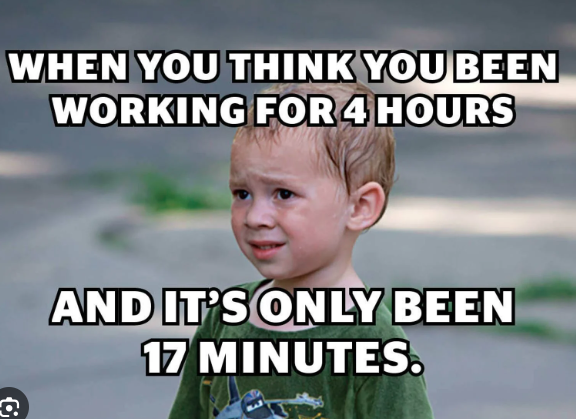 WHEN YOU THINK YOU BEEN
WORKING FOR 4 HOURS
AND IT'S ONLY BEEN
17 MINUTES.